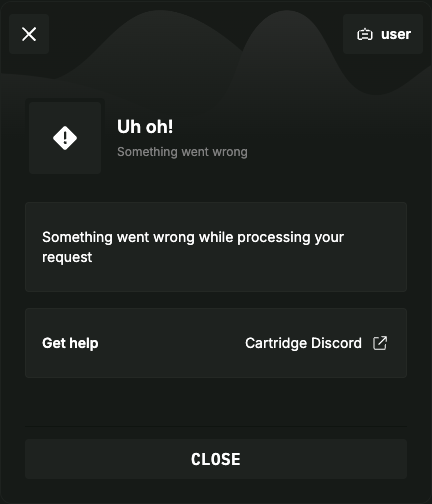 user
Uh oh!
Something went wrong
Something went wrong while processing your
request
Get help
Cartridge Discord
CLOSE